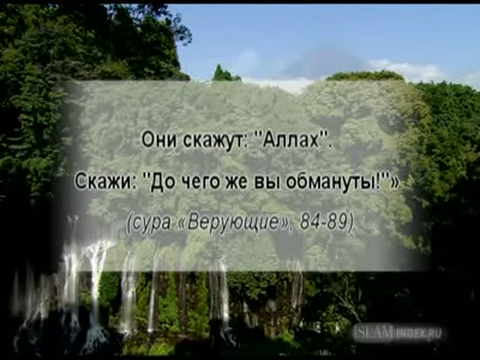 Они скажут: "Аллах".
Скажи: "До чего же вы обмануты!"»
(сура «Верующие», 84-89)
ISLAM INDEX.RU